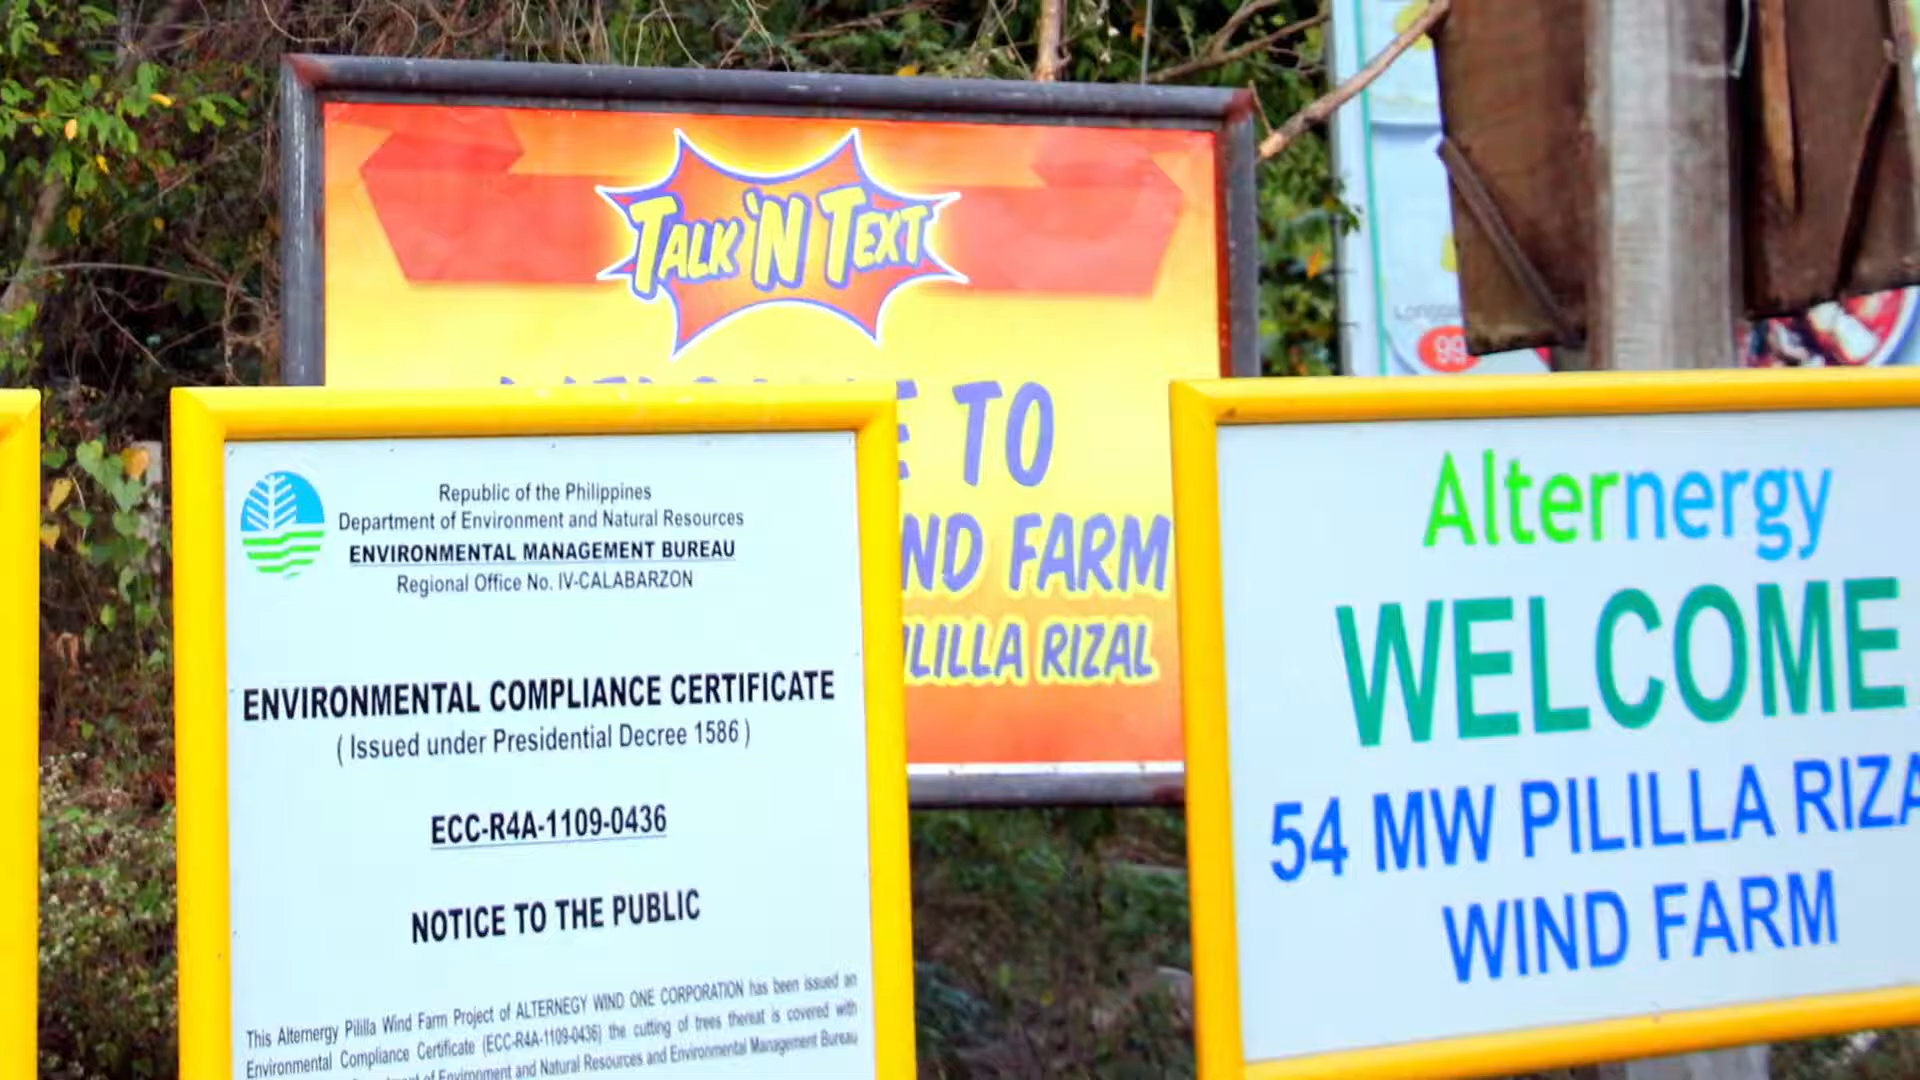 TALK 'N TEXT
TO
FARM
RIZAL
Republic of the Philippines
Department of Environment and Natural Resources
ENVIRONMENTAL MANAGEMENT BUREAU
Regional Office No. IV-CALABARZON
ENVIRONMENTAL COMPLIANCE CERTIFICATE
( Issued under Presidential Decree 1586 )
ECC-R4A-1109-0436
NOTICE TO THE PUBLIC
This Alternergy Pililla Wind Farm Project of ALTERNEGY WIND ONE CORPORATION has been issued an
Environmental Compliance Certificate (ECC-R4A-1109-0436) the cutting of trees thereat is covered with
of Environment and Natural Resources and Environmental Management Bureau
Alternergy
WELCOME
54 MW PILILLA RIZA
WIND FARM
99